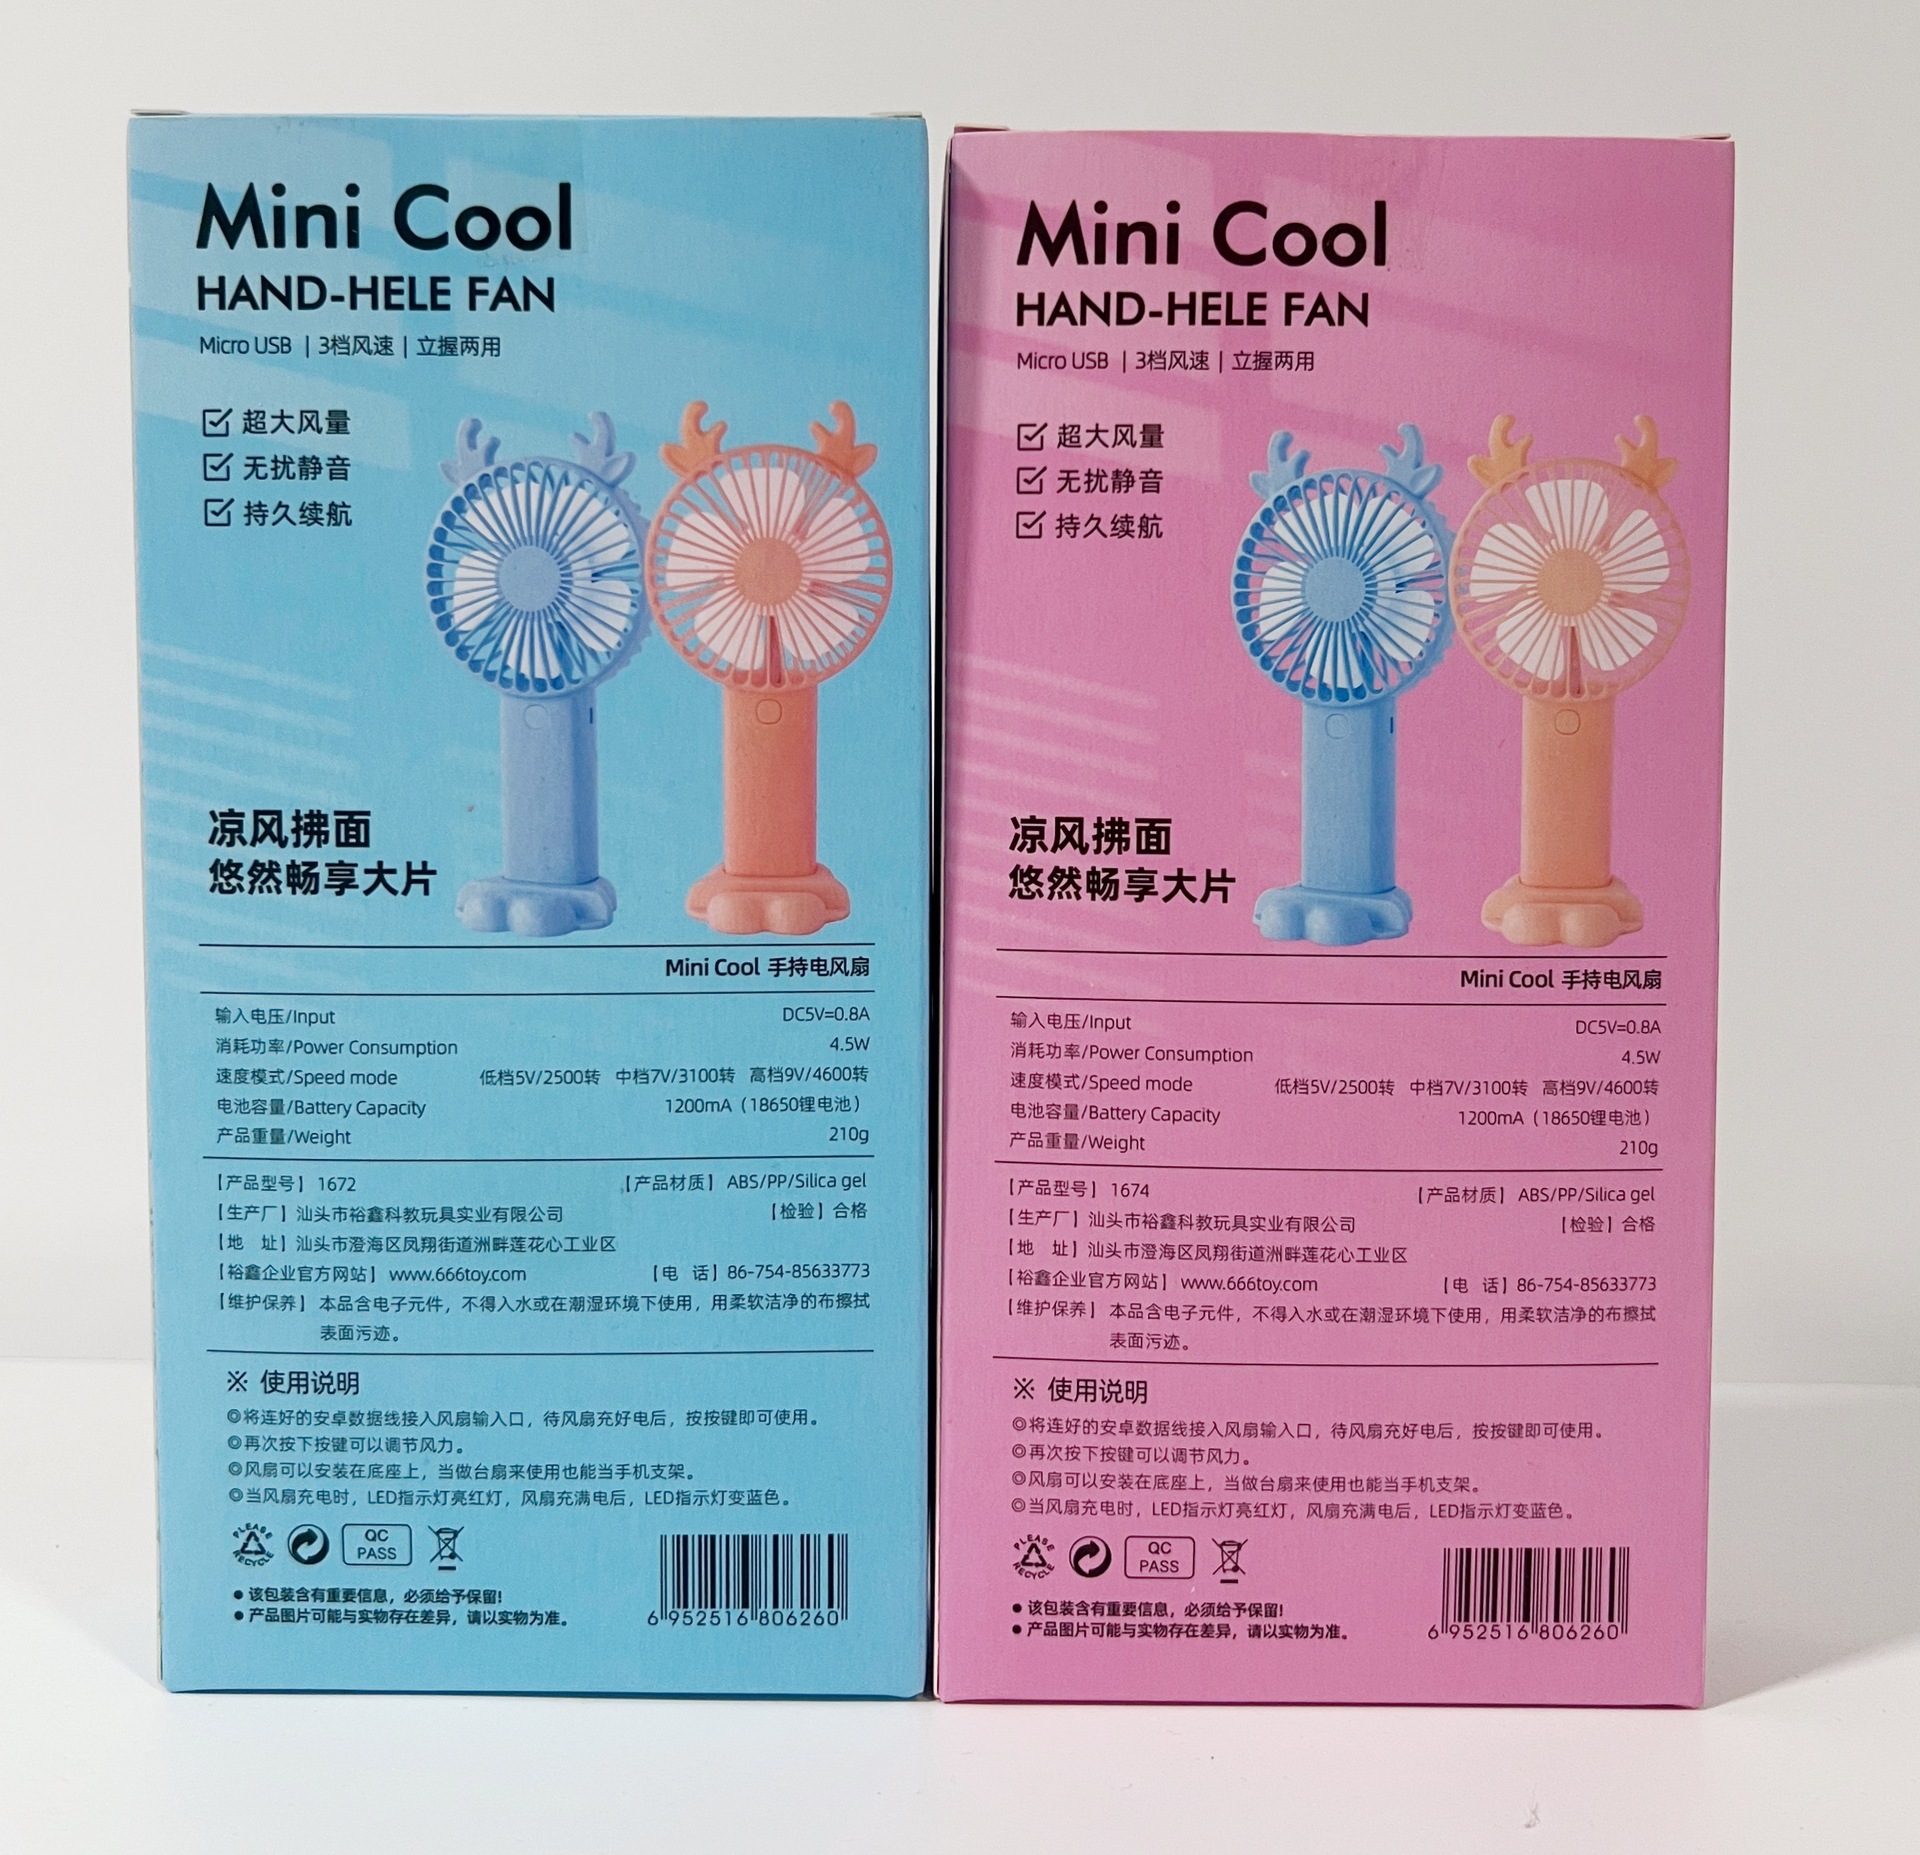 Mini Cool
HAND-HELE FAN
Micro USB | 3档风速 | 立握两用
超大风量
无扰静音
持久续航
凉风拂面
悠然畅享大片
Mini Cool 手持电风扇
输入电压/Input DC5V=0.8A
消耗功率/Power Consumption 4.5W
速度模式/Speed mode 低档5V/2500转 中档7V/3100转 高档9V/4600转
电池容量/Battery Capacity 1200mA（18650锂电池）
产品重量/Weight 210g
【产品型号】1672 【产品材质】ABS/PP/Silica gel
【生产厂】汕头市裕鑫科教玩具实业有限公司 【检验】合格
【地 址】汕头市澄海区凤翔街道洲畔莲花心工业区
【裕鑫企业官方网站】www.666toy.com 【电 话】86-754-85633773
【维护保养】本品含电子元件，不得入水或在潮湿环境下使用，用柔软洁净的布擦拭
表面污迹。
※ 使用说明
◎将连好的安卓数据线接入风扇输入口，待风扇充好电后，按按键即可使用。
◎再次按下按键可以调节风力。
◎风扇可以安装在底座上，当做台扇来使用也能当手机支架。
◎当风扇充电时，LED指示灯亮红灯，风扇充满电后，LED指示灯变蓝色。
PLEASE RECYCLE
QC
PASS
● 该包装含有重要信息，必须给予保留!
● 产品图片可能与实物存在差异，请以实物为准。
6 952516 806260
Mini Cool
HAND-HELE FAN
Micro USB | 3档风速 | 立握两用
超大风量
无扰静音
持久续航
凉风拂面
悠然畅享大片
Mini Cool 手持电风扇
输入电压/Input DC5V=0.8A
消耗功率/Power Consumption 4.5W
速度模式/Speed mode 低档5V/2500转 中档7V/3100转 高档9V/4600转
电池容量/Battery Capacity 1200mA（18650锂电池）
产品重量/Weight 210g
【产品型号】1674 【产品材质】ABS/PP/Silica gel
【生产厂】汕头市裕鑫科教玩具实业有限公司 【检验】合格
【地 址】汕头市澄海区凤翔街道洲畔莲花心工业区
【裕鑫企业官方网站】www.666toy.com 【电 话】86-754-85633773
【维护保养】本品含电子元件，不得入水或在潮湿环境下使用，用柔软洁净的布擦拭
表面污迹。
※ 使用说明
◎将连好的安卓数据线接入风扇输入口，待风扇充好电后，按按键即可使用。
◎再次按下按键可以调节风力。
◎风扇可以安装在底座上，当做台扇来使用也能当手机支架。
◎当风扇充电时，LED指示灯亮红灯，风扇充满电后，LED指示灯变蓝色。
PLEASE RECYCLE
QC
PASS
● 该包装含有重要信息，必须给予保留!
● 产品图片可能与实物存在差异，请以实物为准。
6 952516 806260